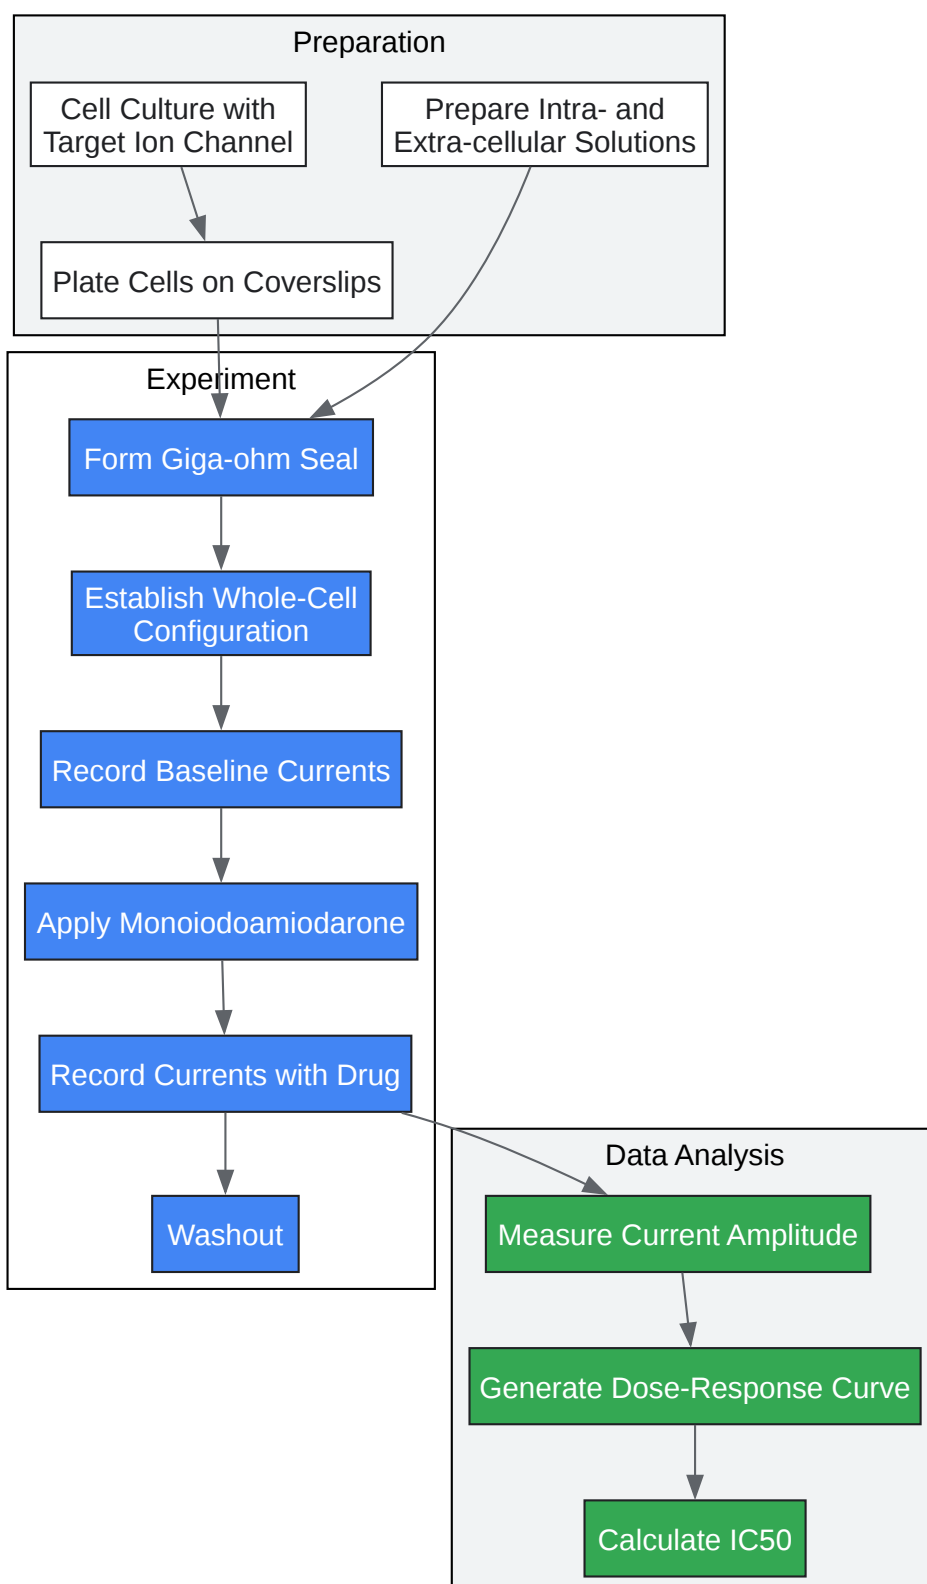 Preparation
Cell Culture with
Target Ion Channel
Prepare Intra- and
Extra-cellular Solutions
Plate Cells on Coverslips
Experiment
Form Giga-ohm Seal
Establish Whole-Cell
Configuration
Record Baseline Currents
Apply Monoiodoamiodarone
Record Currents with Drug
Washout
Data Analysis
Measure Current Amplitude
Generate Dose-Response Curve
Calculate IC50